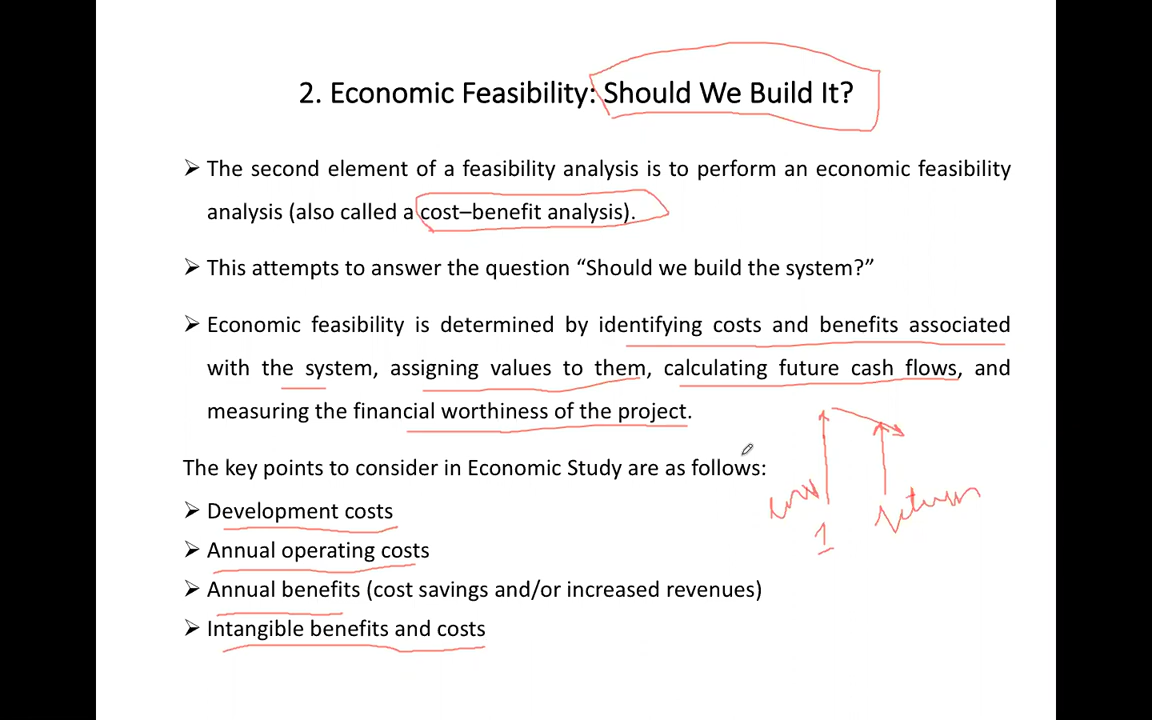 2. Economic Feasibility: Should We Build It?
➢ The second element of a feasibility analysis is to perform an economic feasibility
analysis (also called a cost–benefit analysis).
➢ This attempts to answer the question “Should we build the system?”
➢ Economic feasibility is determined by identifying costs and benefits associated
with the system, assigning values to them, calculating future cash flows, and
measuring the financial worthiness of the project.
The key points to consider in Economic Study are as follows:
➢ Development costs
➢ Annual operating costs
➢ Annual benefits (cost savings and/or increased revenues)
➢ Intangible benefits and costs
return
1